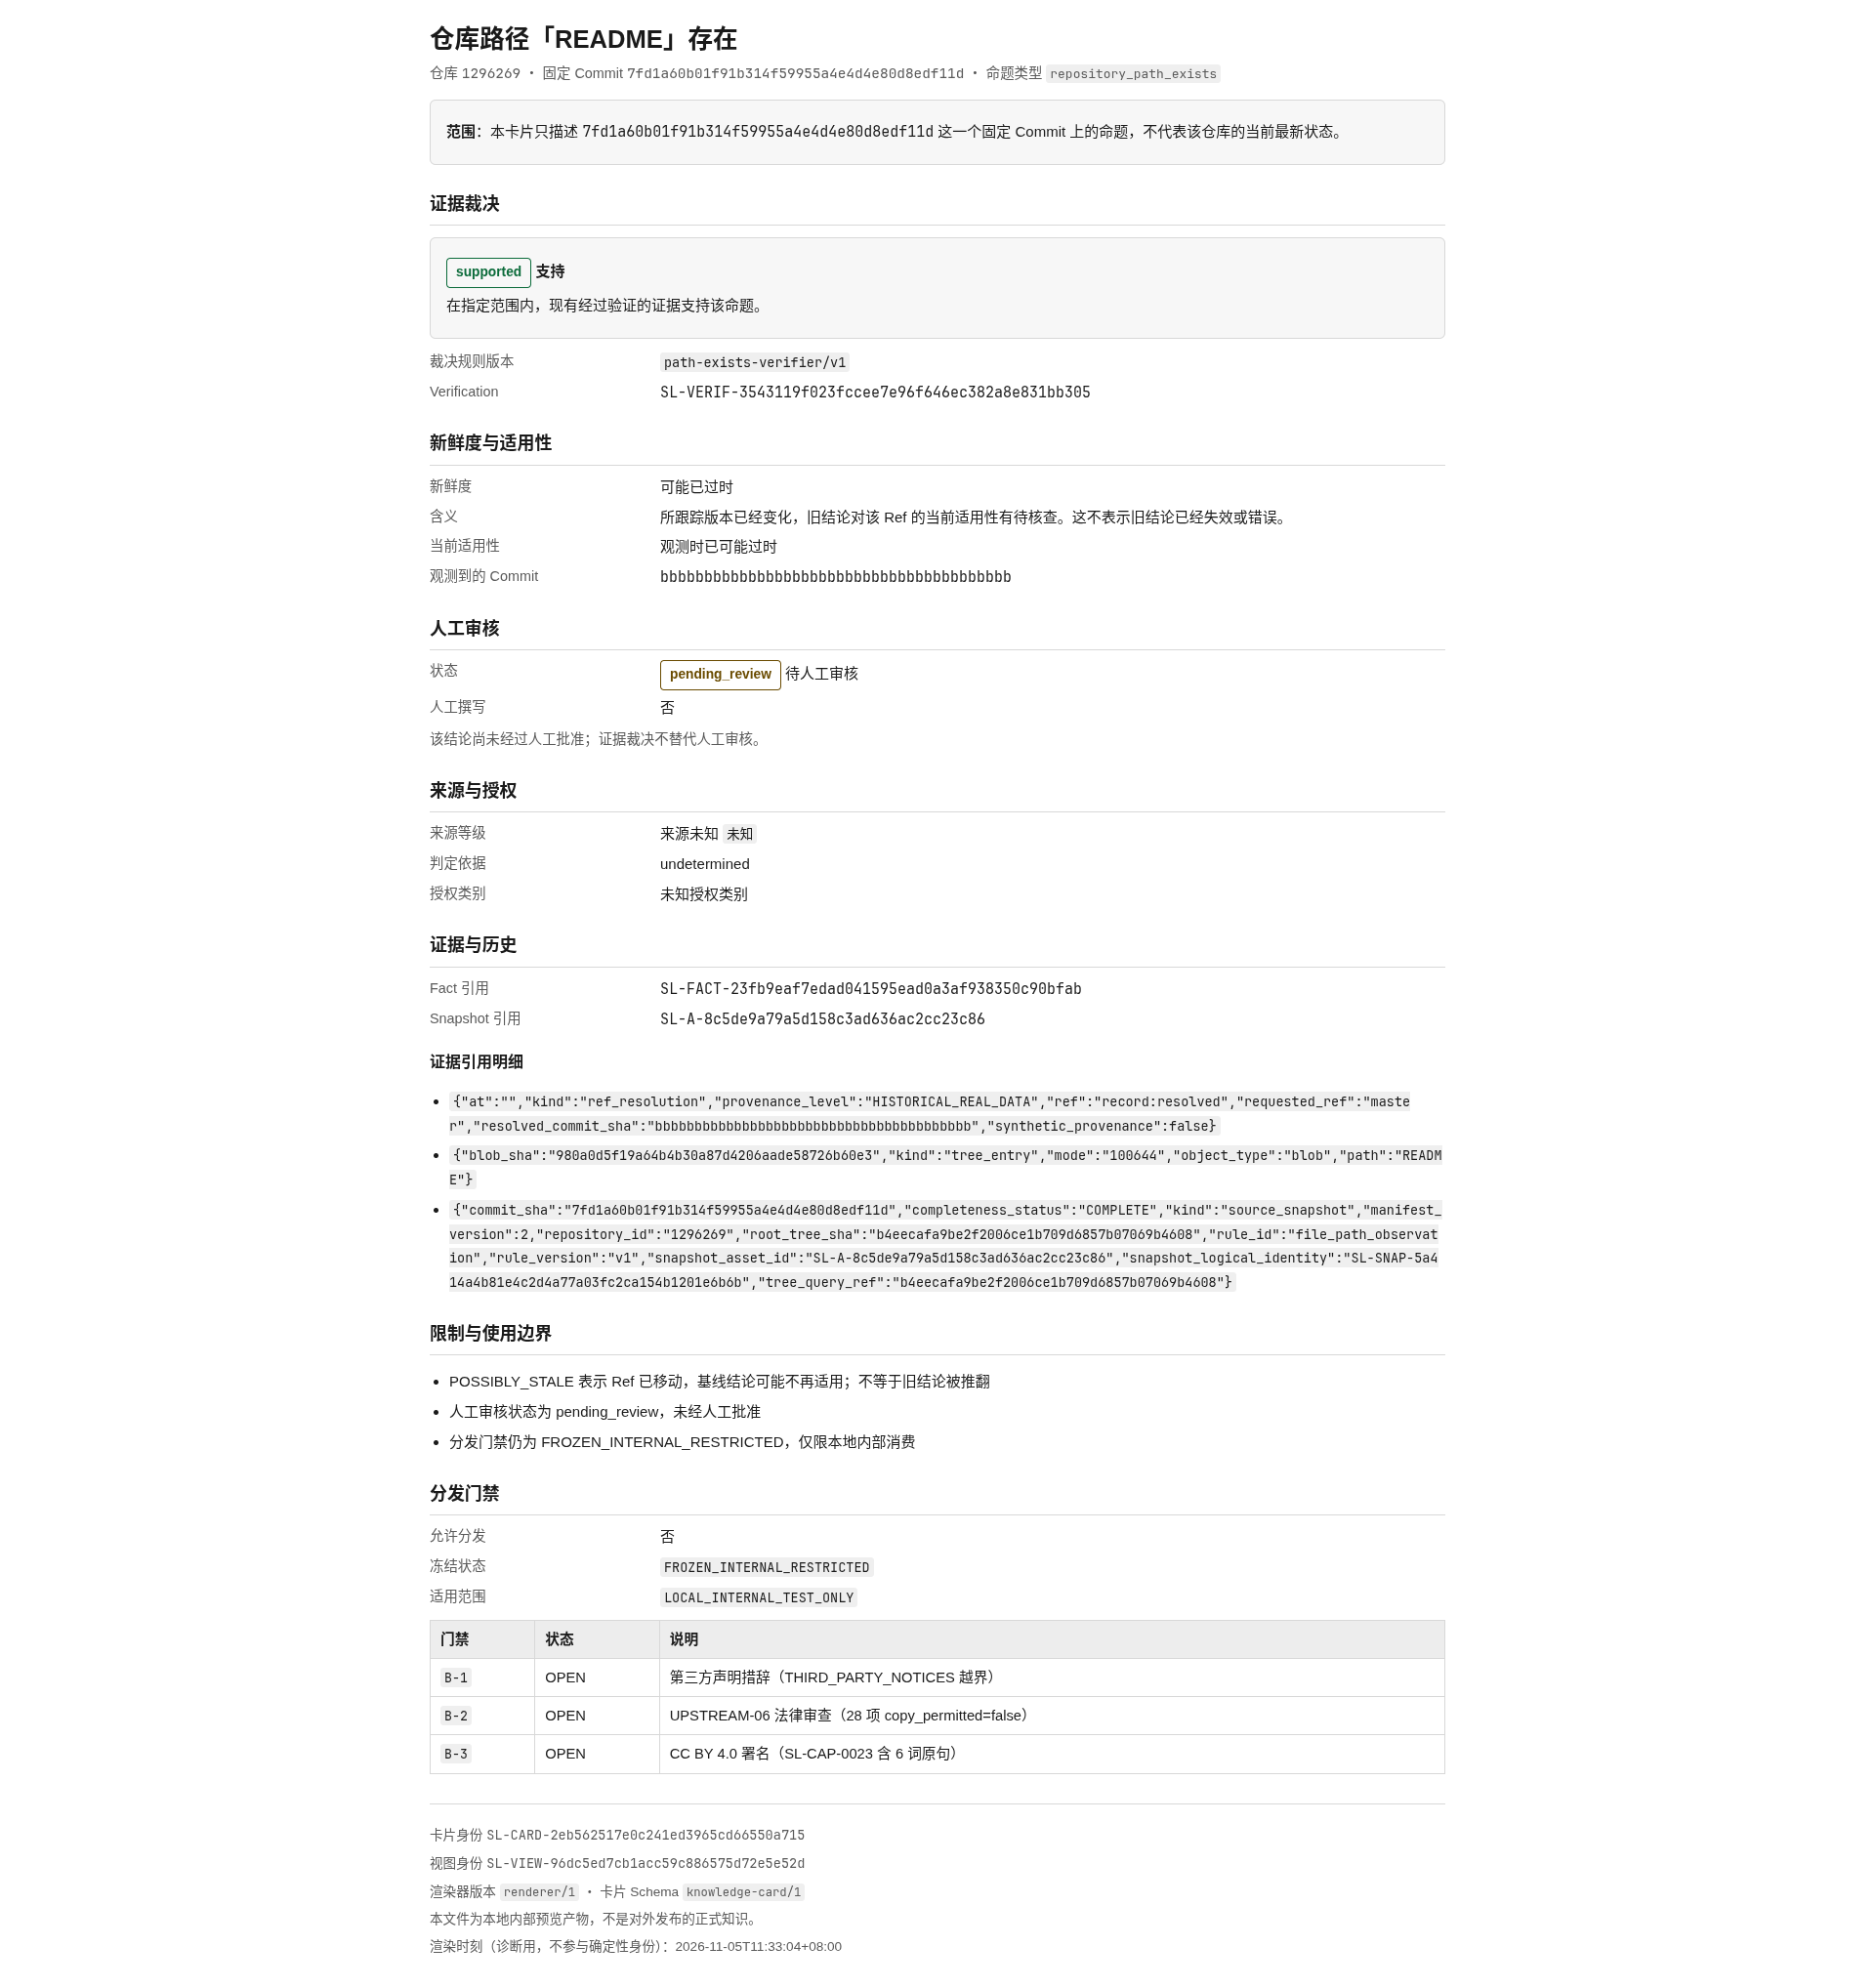 仓库路径「README」存在
仓库 1296269 · 固定 Commit 7fd1a60b01f91b314f59955a4e4d4e80d8edf11d · 命题类型 repository_path_exists
范围：本卡片只描述 7fd1a60b01f91b314f59955a4e4d4e80d8edf11d 这一个固定 Commit 上的命题，不代表该仓库的当前最新状态。
证据裁决
supported 支持
在指定范围内，现有经过验证的证据支持该命题。
裁决规则版本 path-exists-verifier/v1
Verification SL-VERIF-3543119f023fccee7e96f646ec382a8e831bb305
新鲜度与适用性
新鲜度 可能已过时
含义 所跟踪版本已经变化，旧结论对该 Ref 的当前适用性有待核查。这不表示旧结论已经失效或错误。
当前适用性 观测时已可能过时
观测到的 Commit bbbbbbbbbbbbbbbbbbbbbbbbbbbbbbbbbbbbbbbb
人工审核
状态 pending_review 待人工审核
人工撰写 否
该结论尚未经过人工批准；证据裁决不替代人工审核。
来源与授权
来源等级 来源未知 未知
判定依据 undetermined
授权类别 未知授权类别
证据与历史
Fact 引用 SL-FACT-23fb9eaf7edad041595ead0a3af938350c90bfab
Snapshot 引用 SL-A-8c5de9a79a5d158c3ad636ac2cc23c86
证据引用明细
• {"at":"","kind":"ref_resolution","provenance_level":"HISTORICAL_REAL_DATA","ref":"record:resolved","requested_ref":"maste
r","resolved_commit_sha":"bbbbbbbbbbbbbbbbbbbbbbbbbbbbbbbbbbbbbbbb","synthetic_provenance":false}
• {"blob_sha":"980a0d5f19a64b4b30a87d4206aade58726b60e3","kind":"tree_entry","mode":"100644","object_type":"blob","path":"READM
E"}
• {"commit_sha":"7fd1a60b01f91b314f59955a4e4d4e80d8edf11d","completeness_status":"COMPLETE","kind":"source_snapshot","manifest_
version":2,"repository_id":"1296269","root_tree_sha":"b4eecafa9be2f2006ce1b709d6857b07069b4608","rule_id":"file_path_observat
ion","rule_version":"v1","snapshot_asset_id":"SL-A-8c5de9a79a5d158c3ad636ac2cc23c86","snapshot_logical_identity":"SL-SNAP-5a4
14a4b81e4c2d4a77a03fc2ca154b1201e6b6b","tree_query_ref":"b4eecafa9be2f2006ce1b709d6857b07069b4608"}
限制与使用边界
• POSSIBLY_STALE 表示 Ref 已移动，基线结论可能不再适用；不等于旧结论被推翻
• 人工审核状态为 pending_review，未经人工批准
• 分发门禁仍为 FROZEN_INTERNAL_RESTRICTED，仅限本地内部消费
分发门禁
允许分发 否
冻结状态 FROZEN_INTERNAL_RESTRICTED
适用范围 LOCAL_INTERNAL_TEST_ONLY
门禁 状态 说明
B-1 OPEN 第三方声明措辞（THIRD_PARTY_NOTICES 越界）
B-2 OPEN UPSTREAM-06 法律审查（28 项 copy_permitted=false）
B-3 OPEN CC BY 4.0 署名（SL-CAP-0023 含 6 词原句）
卡片身份 SL-CARD-2eb562517e0c241ed3965cd66550a715
视图身份 SL-VIEW-96dc5ed7cb1acc59c886575d72e5e52d
渲染器版本 renderer/1 · 卡片 Schema knowledge-card/1
本文件为本地内部预览产物，不是对外发布的正式知识。
渲染时刻（诊断用，不参与确定性身份）：2026-11-05T11:33:04+08:00